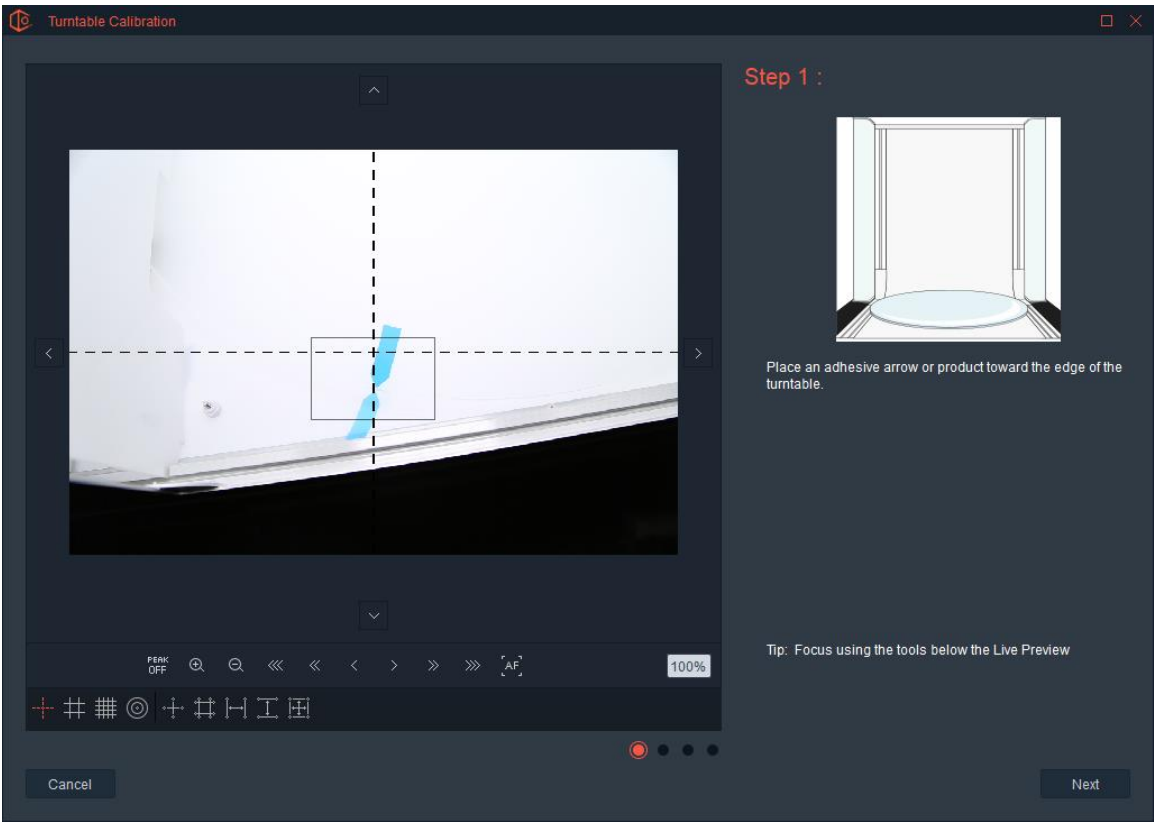 Turntable Calibration
Step 1 :
Place an adhesive arrow or product toward the edge of the
turntable.
Tip: Focus using the tools below the Live Preview
PEAK
OFF
AF
100%
Cancel
Next